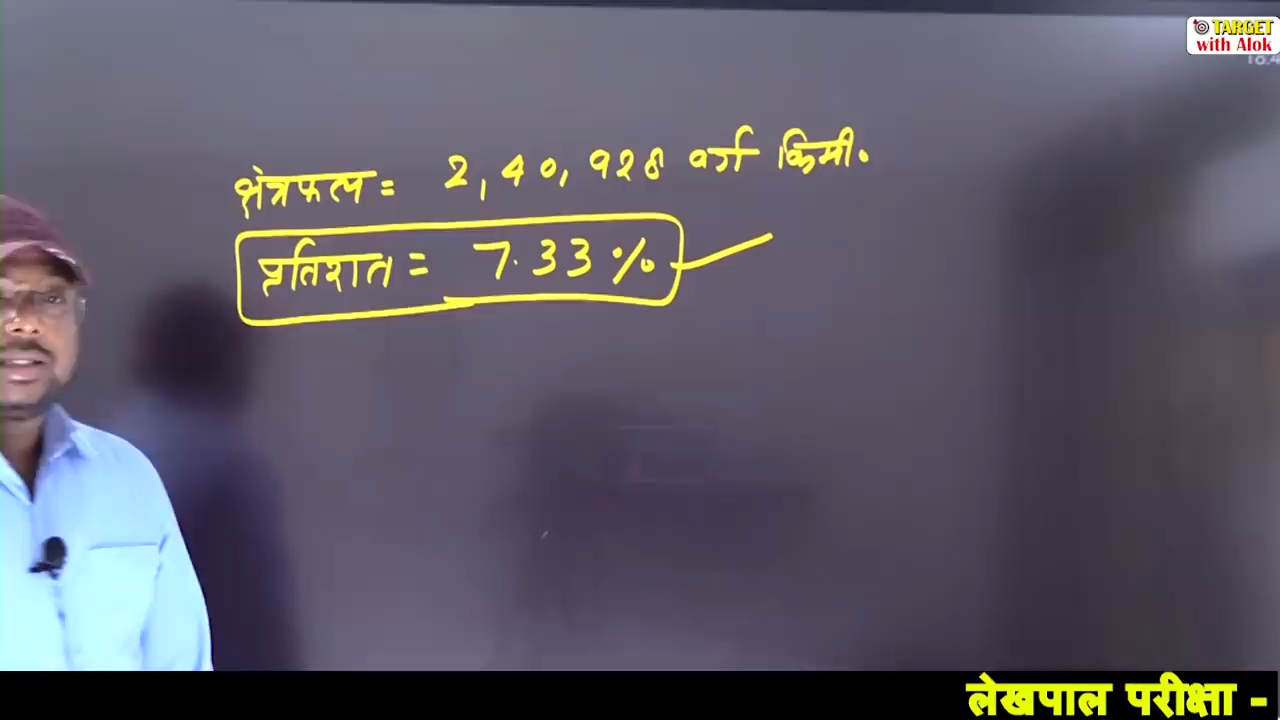 TARGET
with Alok
क्षेत्रफल = 2,40,928 वर्ग किमी.
प्रतिशत = 7.33%
लेखपाल परीक्षा -